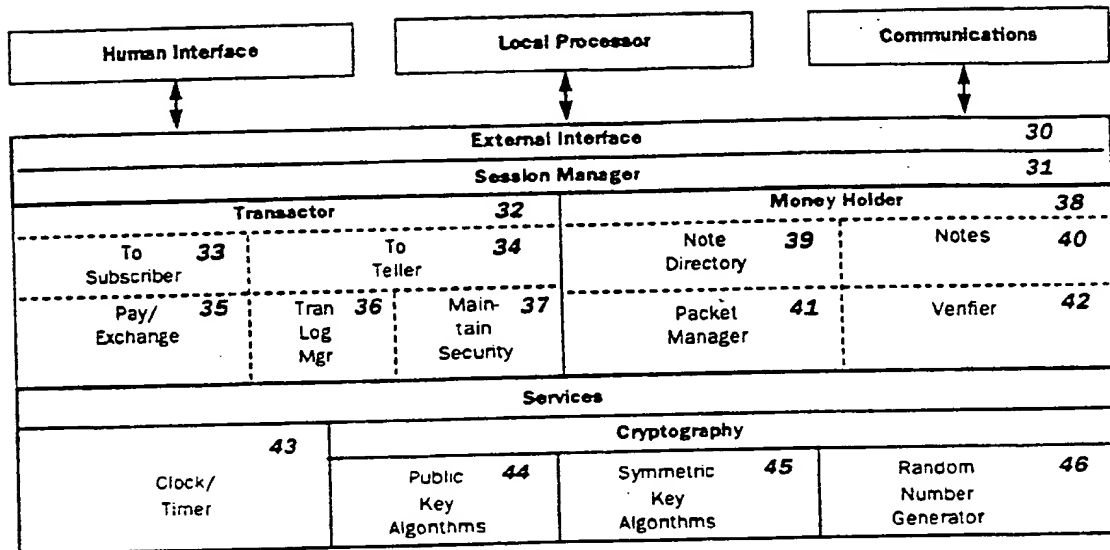 Human Interface
Local Processor
Communications
External Interface 30
Session Manager 31
Transactor 32
Money Holder 38
To 33
Subscriber
To 34
Teller
Note 39
Directory
Notes 40
Pay/ 35
Exchange
Tran 36
Log
Mgr
Main- 37
tain
Security
Packet 41
Manager
Verifier 42
Services
43
Clock/
Timer
Cryptography
Public 44
Key
Algorithms
Symmetric 45
Key
Algorithms
Random 46
Number
Generator